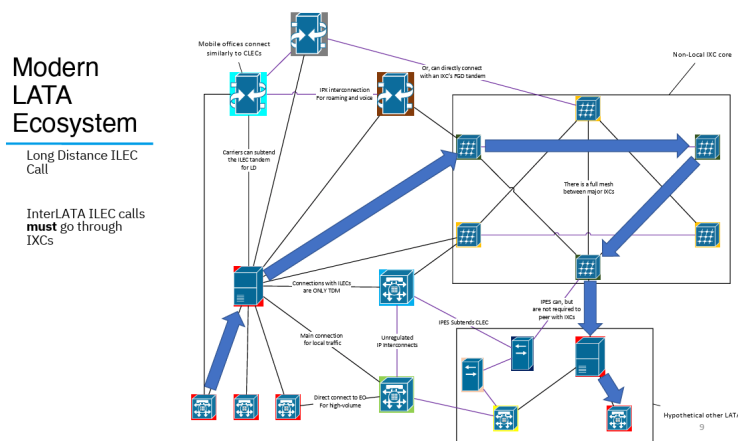 Modern
LATA
Ecosystem
Long Distance ILEC
Call
InterLATA ILEC calls
must go through
IXCs
Mobile offices connect
similarly to CLECs
Or, can directly connect
with an IXC's FGD tandem
Non-Local IXC core
IPX interconnection
For roaming and voice
Carriers can subtend
the ILEC tandem
for LD
There is a full mesh
between major IXCs
Connections with ILECs
are ONLY TDM
IPES can, but
are not required to
peer with IXCs
IPES Subtends CLEC
Main connection
for local traffic
Unregulated
IP Interconnects
Direct connect to EO
For high-volume
Hypothetical other LATA
9